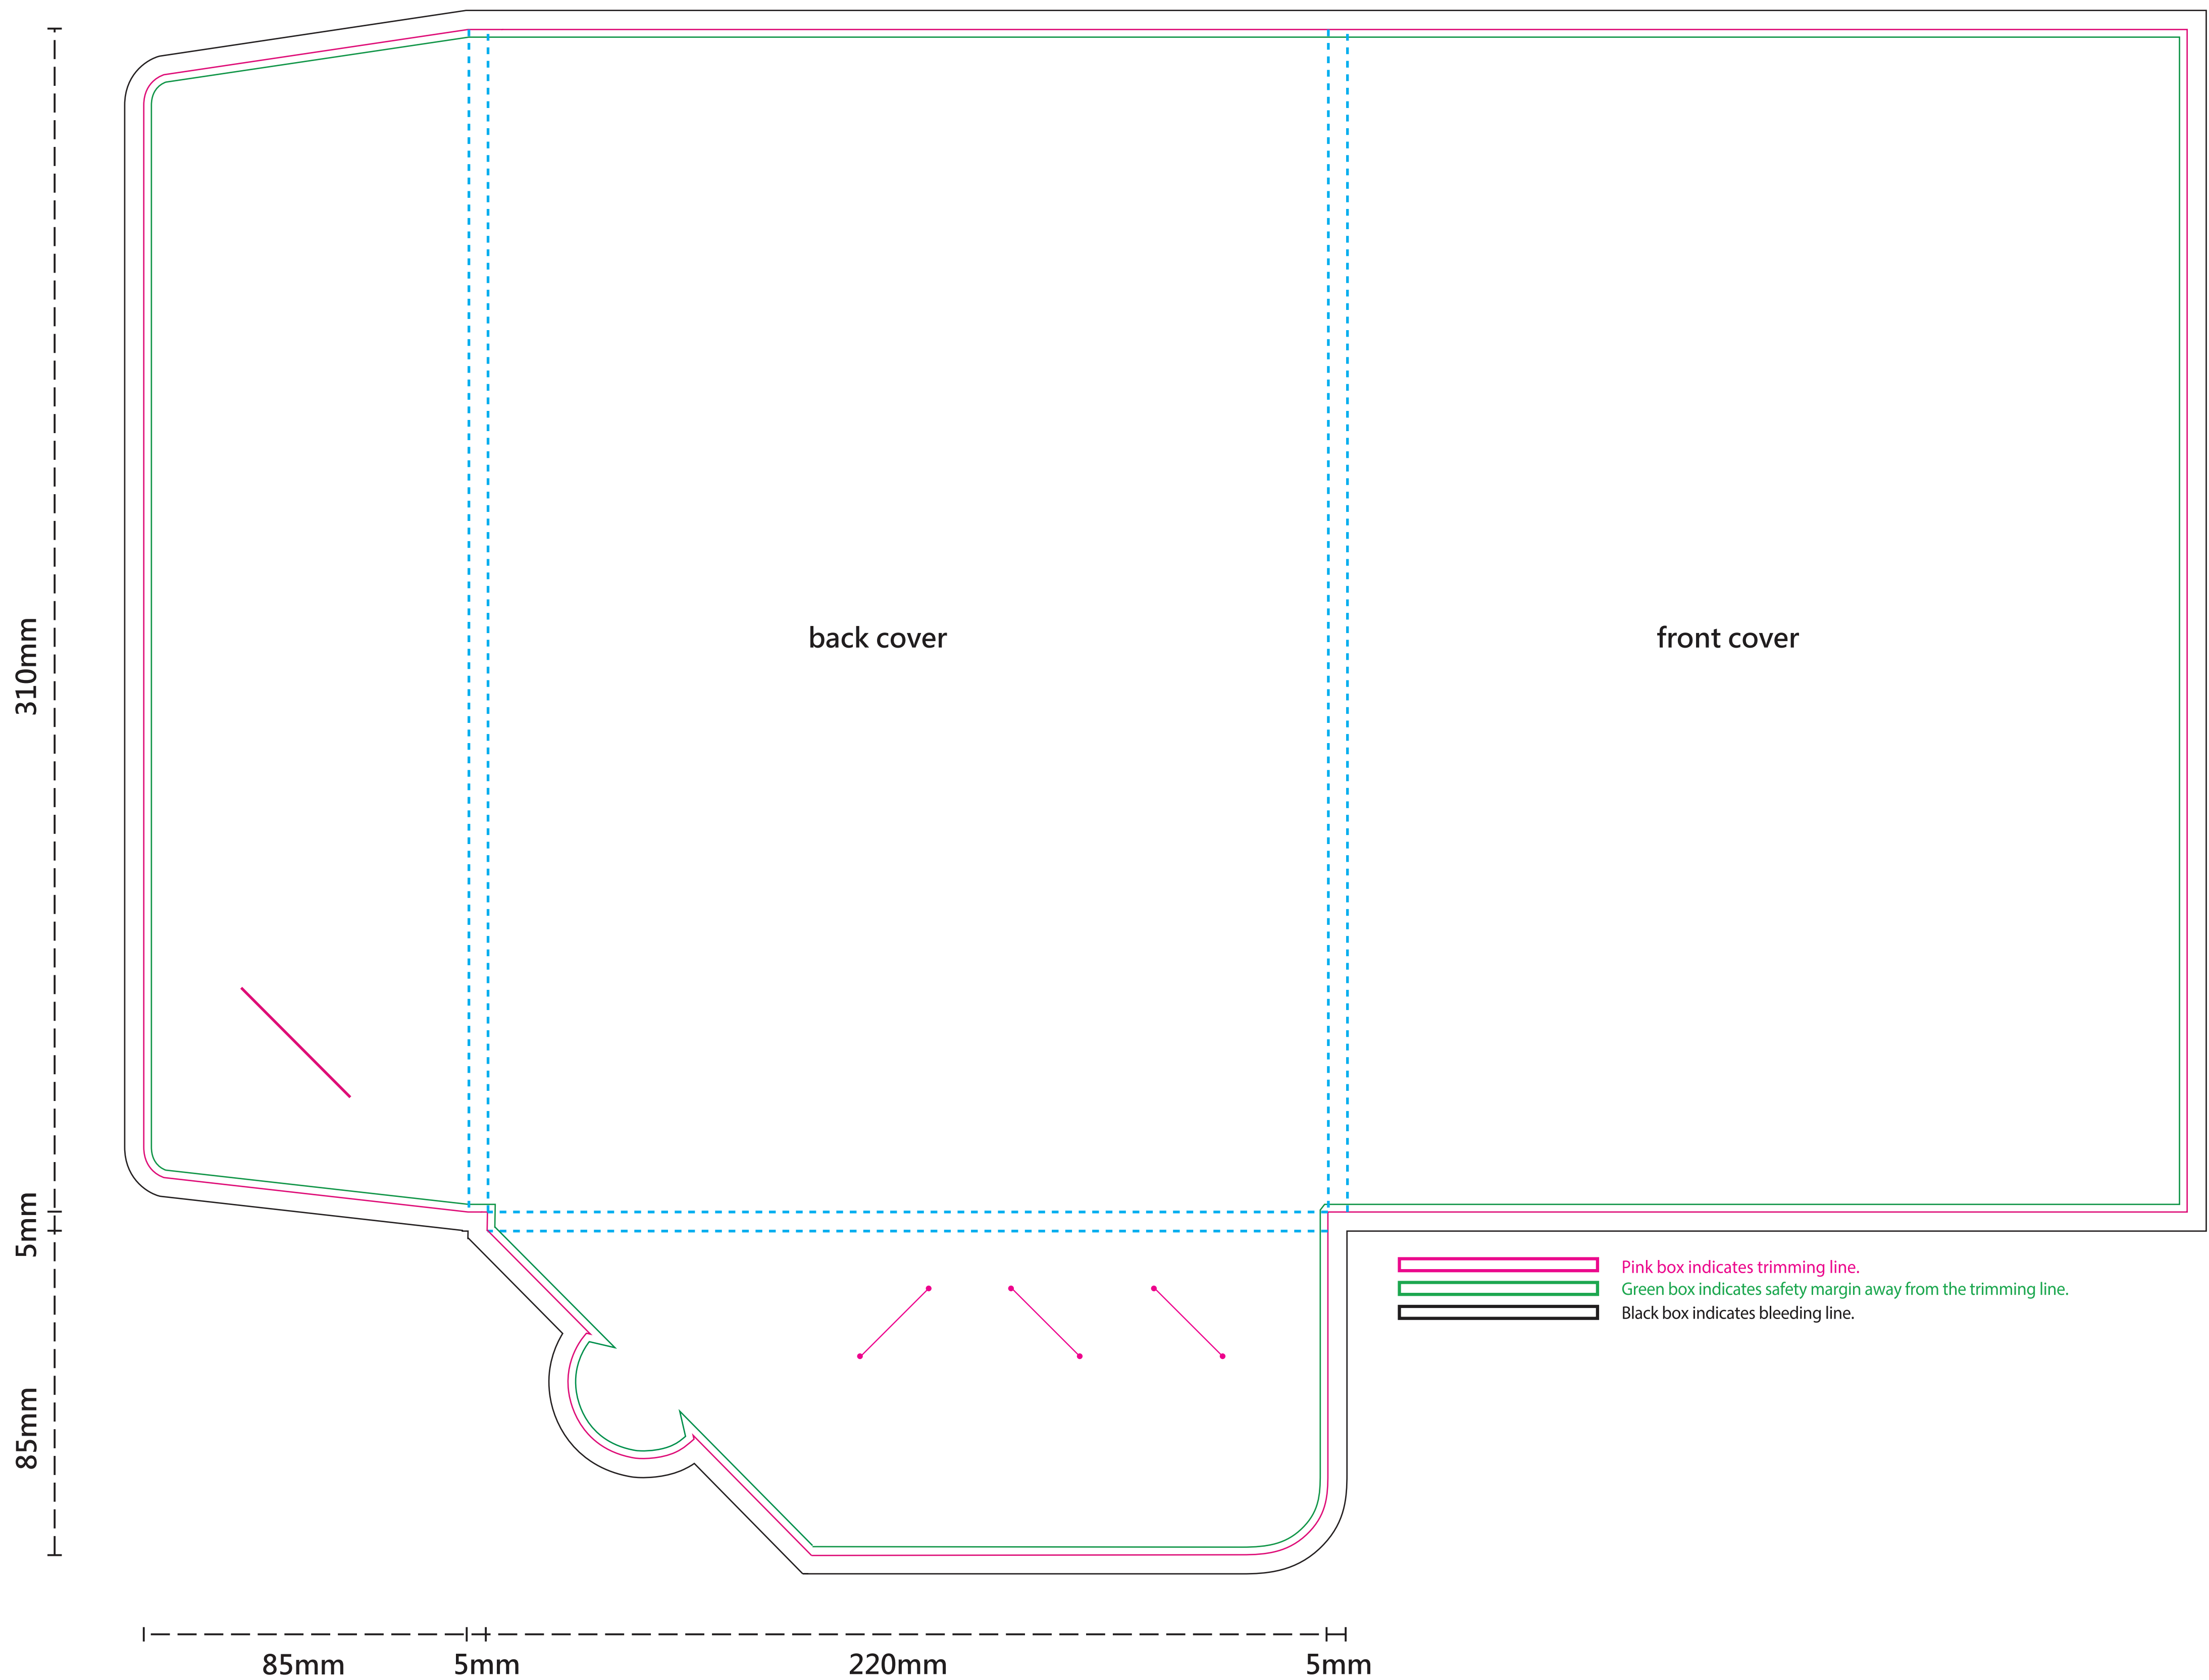 310mm
back cover
front cover
5mm
Pink box indicates trimming line.
Green box indicates safety margin away from the trimming line.
Black box indicates bleeding line.
85mm
85mm 5mm 220mm 5mm